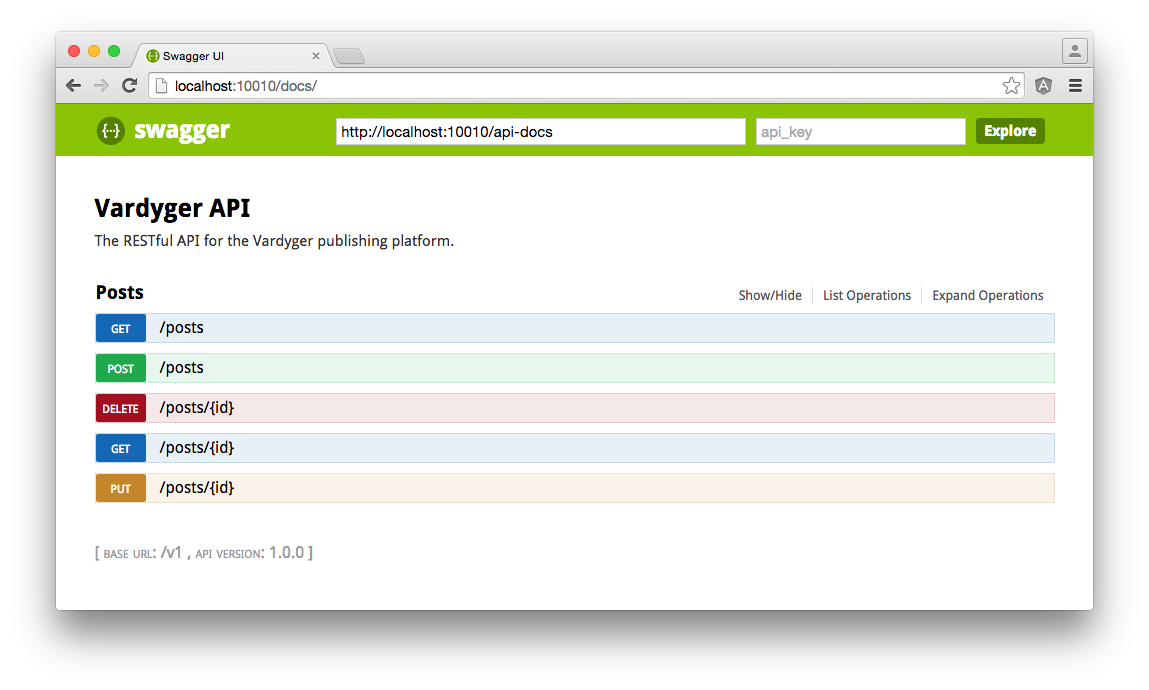 Swagger UI
localhost:10010/docs/
{··} swagger http://localhost:10010/api-docs api_key Explore
Vardyger API
The RESTful API for the Vardyger publishing platform.
Posts Show/Hide List Operations Expand Operations
GET /posts
POST /posts
DELETE /posts/{id}
GET /posts/{id}
PUT /posts/{id}
[ BASE URL: /v1 , API VERSION: 1.0.0 ]